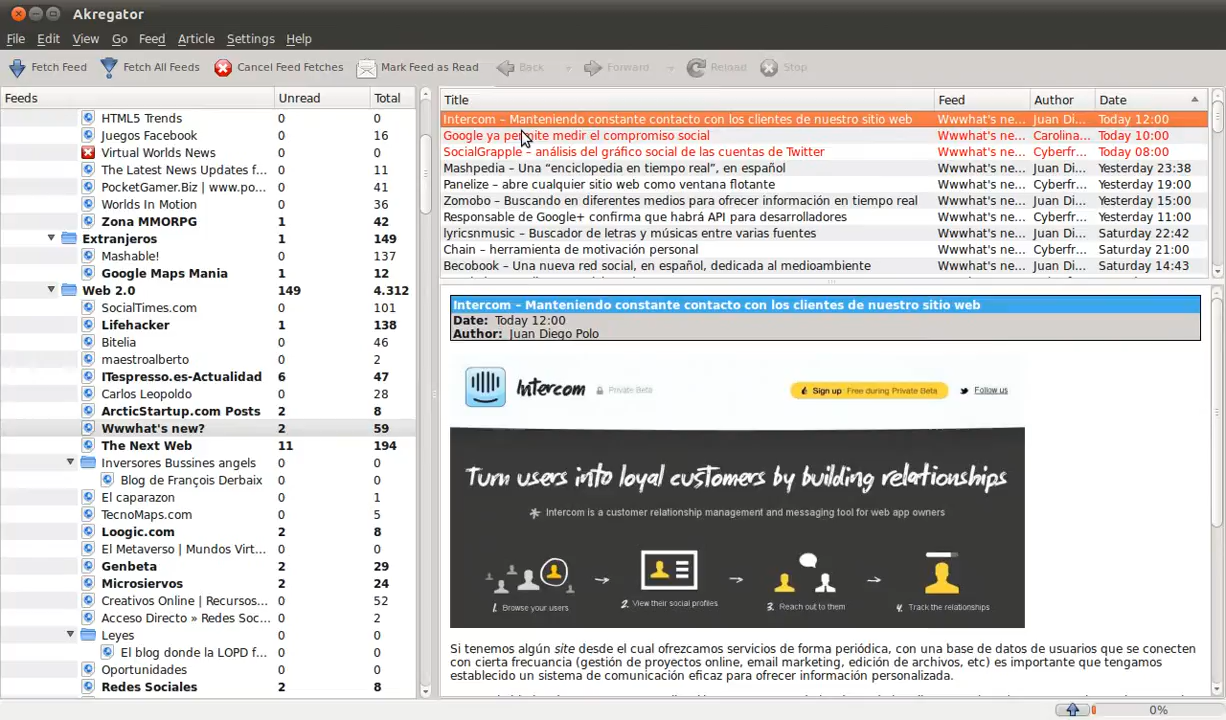 Akregator
File Edit View Go Feed Article Settings Help
Fetch Feed Fetch All Feeds Cancel Feed Fetches Mark Feed as Read Back Forward Reload Stop
Feeds Unread Total
HTML5 Trends 0 0
Juegos Facebook 0 16
Virtual Worlds News 0 0
The Latest News Updates f... 0 11
PocketGamer.Biz | www.po... 0 41
Worlds In Motion 0 36
Zona MMORPG 1 42
Extranjeros 1 149
Mashable! 0 137
Google Maps Mania 1 12
Web 2.0 149 4.312
SocialTimes.com 0 101
Lifehacker 1 138
Bitelia 0 46
maestroalberto 0 2
ITespresso.es-Actualidad 6 47
Carlos Leopoldo 0 28
ArcticStartup.com Posts 2 8
Wwwhat's new? 2 59
The Next Web 11 194
Inversores Bussines angels 0 0
Blog de François Derbaix 0 0
El caparazon 0 1
TecnoMaps.com 0 5
Loogic.com 2 8
El Metaverso | Mundos Virt... 0 0
Genbeta 2 29
Microsiervos 2 24
Creativos Online | Recursos... 0 52
Acceso Directo » Redes Soc... 0 2
Leyes 0 0
El blog donde la LOPD f... 0 0
Oportunidades 0 0
Redes Sociales 2 8
Title Feed Author Date
Intercom – Manteniendo constante contacto con los clientes de nuestro sitio web Wwwhat's ne... Juan Di... Today 12:00
Google ya permite medir el compromiso social Wwwhat's ne... Carolina... Today 10:00
SocialGrapple – análisis del gráfico social de las cuentas de Twitter Wwwhat's ne... Cyberfr... Today 08:00
Mashpedia – Una “enciclopedia en tiempo real”, en español Wwwhat's ne... Juan Di... Yesterday 23:38
Panelize – abre cualquier sitio web como ventana flotante Wwwhat's ne... Cyberfr... Yesterday 19:00
Zomobo – Buscando en diferentes medios para ofrecer información en tiempo real Wwwhat's ne... Juan Di... Yesterday 15:00
Responsable de Google+ confirma que habrá API para desarrolladores Wwwhat's ne... Cyberfr... Yesterday 11:00
lyricsnmusic – Buscador de letras y músicas entre varias fuentes Wwwhat's ne... Juan Di... Saturday 22:42
Chain – herramienta de motivación personal Wwwhat's ne... Cyberfr... Saturday 21:00
Becobook – Una nueva red social, en español, dedicada al medioambiente Wwwhat's ne... Juan Di... Saturday 14:43
Intercom – Manteniendo constante contacto con los clientes de nuestro sitio web
Date: Today 12:00
Author: Juan Diego Polo
Intercom Private Beta Sign up Free during Private Beta Follow us
Turn users into loyal customers by building relationships
Intercom is a customer relationship management and messaging tool for web app owners
1. Browse your users 2. View their social profiles 3. Reach out to them 4. Track the relationships
Si tenemos algún site desde el cual ofrezcamos servicios de forma periódica, con una base de datos de usuarios que se conecten
con cierta frecuencia (gestión de proyectos online, email marketing, edición de archivos, etc) es importante que tengamos
establecido un sistema de comunicación eficaz para ofrecer información personalizada.
0%